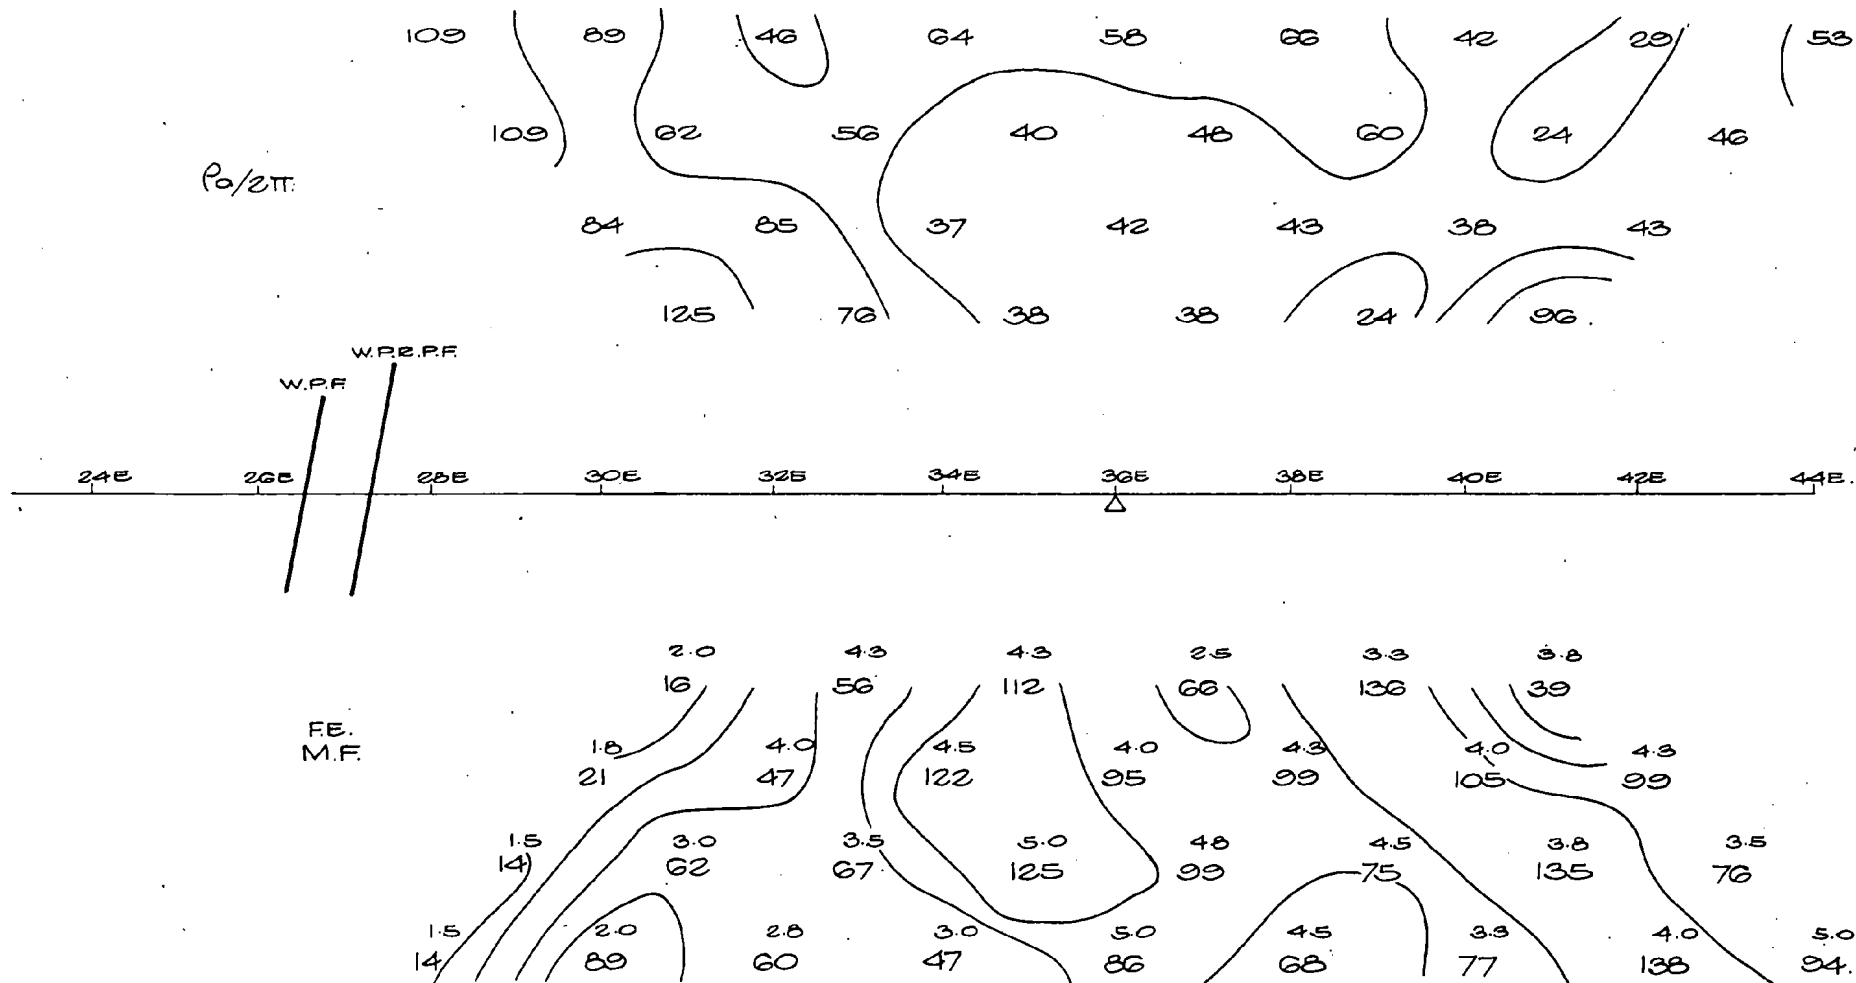 109 89 46 64 58 66 42 29 53
109 62 56 40 48 60 24 46
ρa/2π
84 85 37 42 43 38 43
125 76 38 38 24 96
W.P.R.P.F.
W.P.F.
24E 26E 28E 30E 32E 34E 36E 38E 40E 42E 44E
2.0 4.3 4.3 2.5 3.3 3.8
16 56 112 66 136 39
F.E.
M.F.
1.8 4.0 4.5 4.0 4.3 4.0 4.3
21 47 122 95 99 105 99
1.5 3.0 3.5 5.0 4.8 4.5 3.8 3.5
14 62 67 125 99 75 135 76
1.5 2.0 2.8 3.0 5.0 4.5 3.3 4.0 5.0
14 89 60 47 86 68 77 138 94